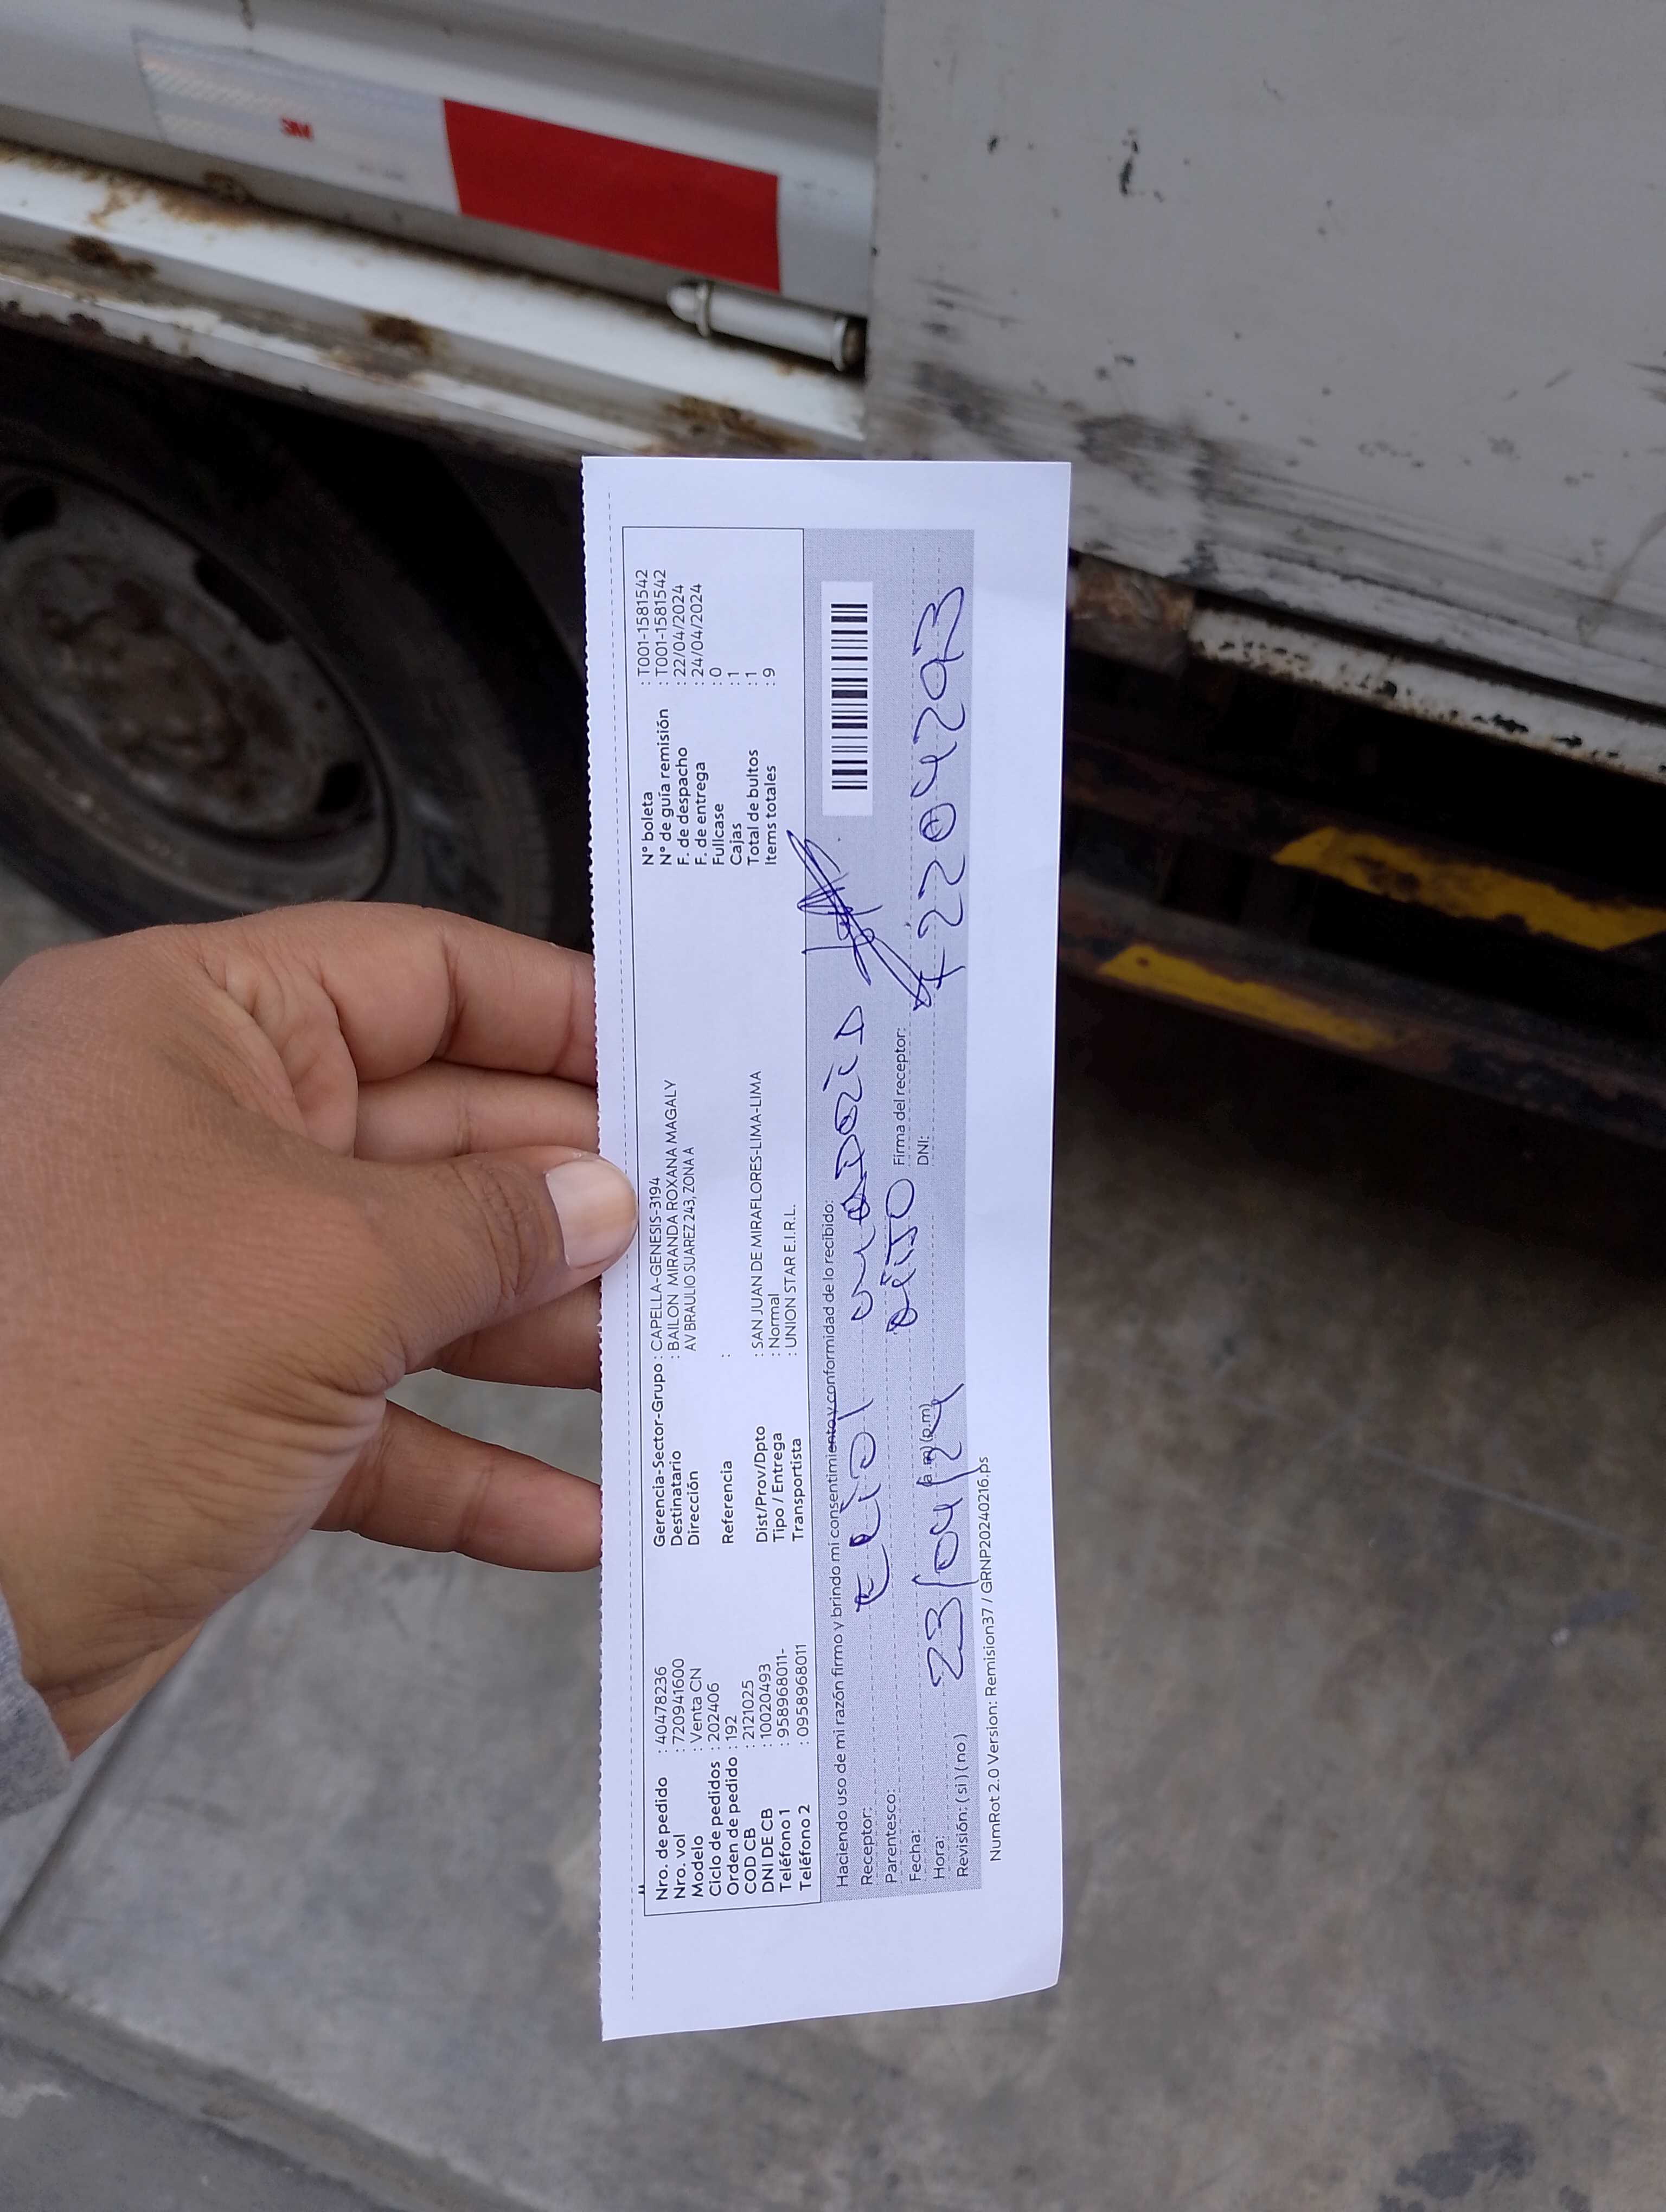 3M
Nro. de pedido : 40478236
Nro. vol : 720941600
Modelo : Venta CN
Ciclo de pedidos : 202406
Orden de pedido : 192
COD CB : 2121025
DNI DE CB : 10020493
Teléfono 1 : 958968011-
Teléfono 2 : 0958968011
Gerencia-Sector-Grupo : CAPELLA-GENESIS-3194
Destinatario : BAILON MIRANDA ROXANA MAGALY
Dirección AV BRAULIO SUAREZ 243, ZONA A
Referencia :
Dist/Prov/Dpto : SAN JUAN DE MIRAFLORES-LIMA-LIMA
Tipo / Entrega : Normal
Transportista : UNION STAR E.I.R.L.
N° boleta : T001-1581542
N° de guía remisión : T001-1581542
F. de despacho : 22/04/2024
F. de entrega : 24/04/2024
Fullcase : 0
Cajas : 1
Total de bultos : 1
Items totales : 9
Haciendo uso de mi razón firmo y brindo mi consentimiento y conformidad de lo recibido:
Receptor:
Parentesco: Firma del receptor:
Fecha: 23/04/24 DNI: 72204293
Hora: (a.m) (p.m)
Revisión: ( si ) ( no )
NumRot 2.0 Version: Remision37 / GRNP20240216.ps